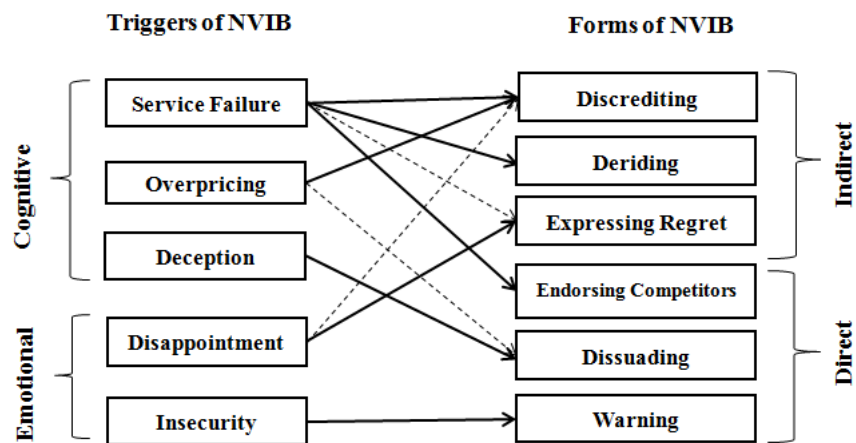 Triggers of NVIB
Forms of NVIB
Cognitive
Service Failure
Overpricing
Deception
Emotional
Disappointment
Insecurity
Discrediting
Deriding
Expressing Regret
Indirect
Endorsing Competitors
Dissuading
Warning
Direct